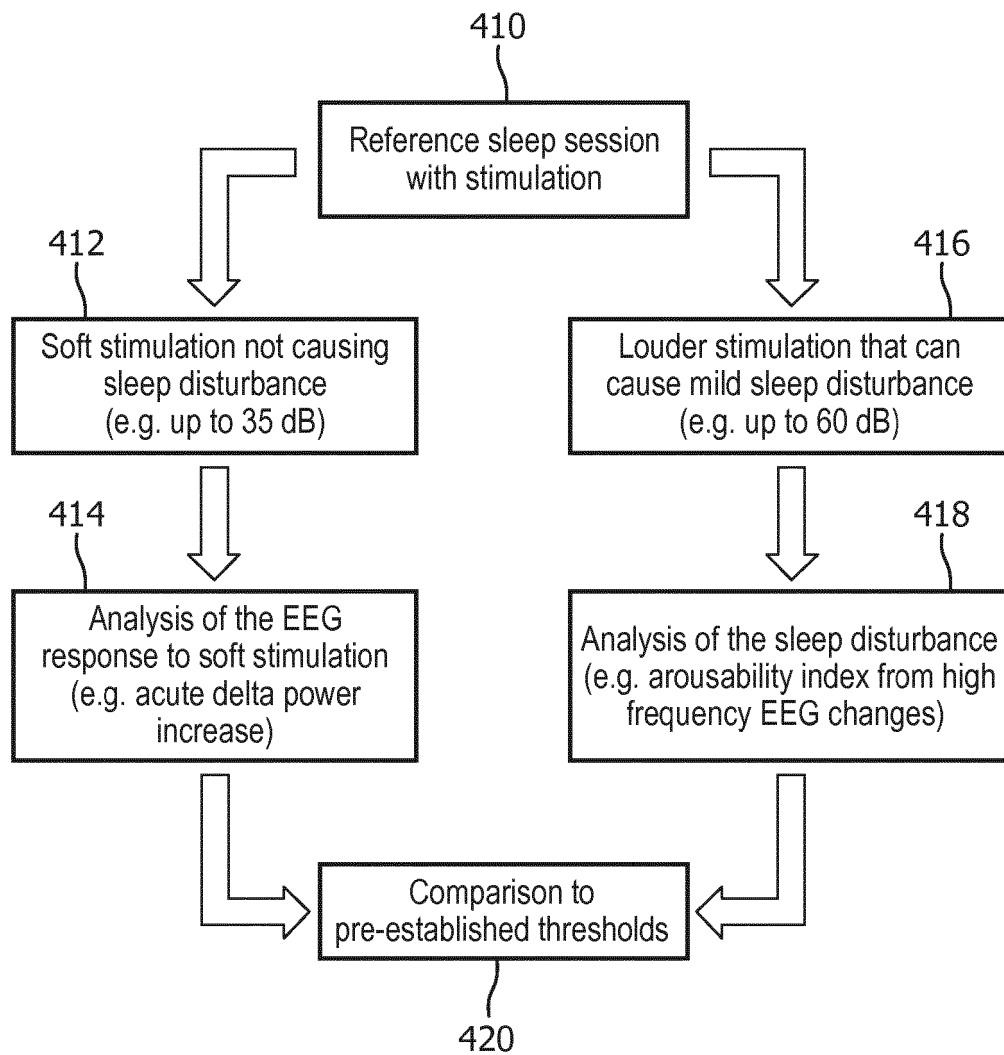 410
Reference sleep session
with stimulation
412
Soft stimulation not causing
sleep disturbance
(e.g. up to 35 dB)
416
Louder stimulation that can
cause mild sleep disturbance
(e.g. up to 60 dB)
414
Analysis of the EEG
response to soft stimulation
(e.g. acute delta power
increase)
418
Analysis of the sleep disturbance
(e.g. arousability index from high
frequency EEG changes)
Comparison to
pre-established thresholds
420